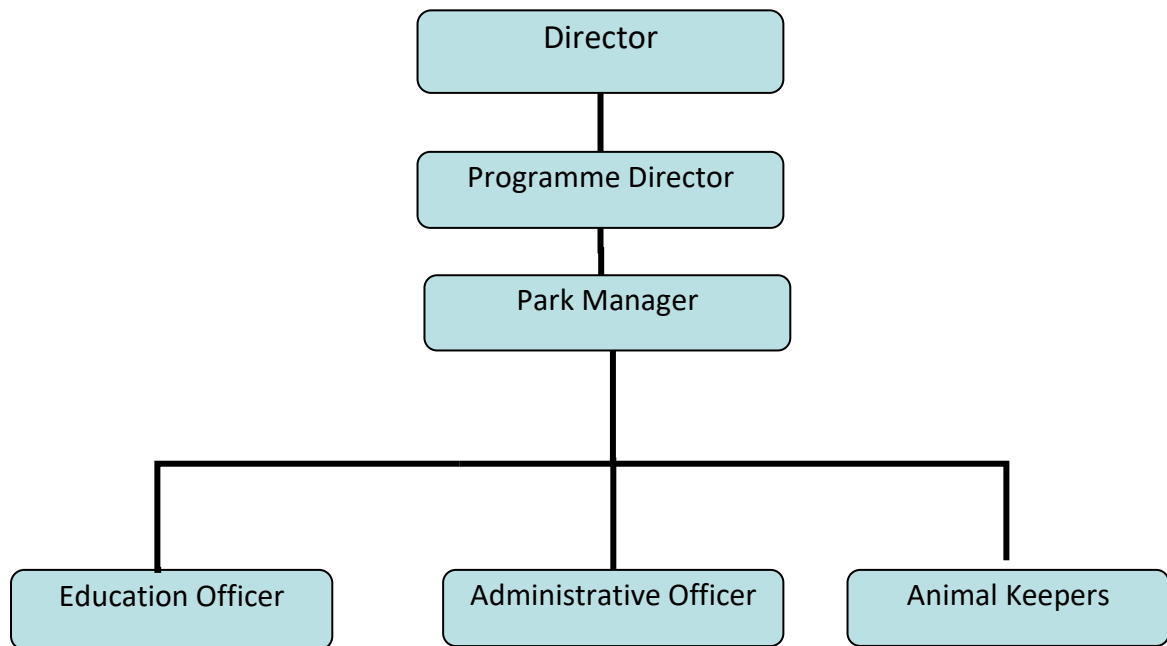 Director
Programme Director
Park Manager
Education Officer
Administrative Officer
Animal Keepers